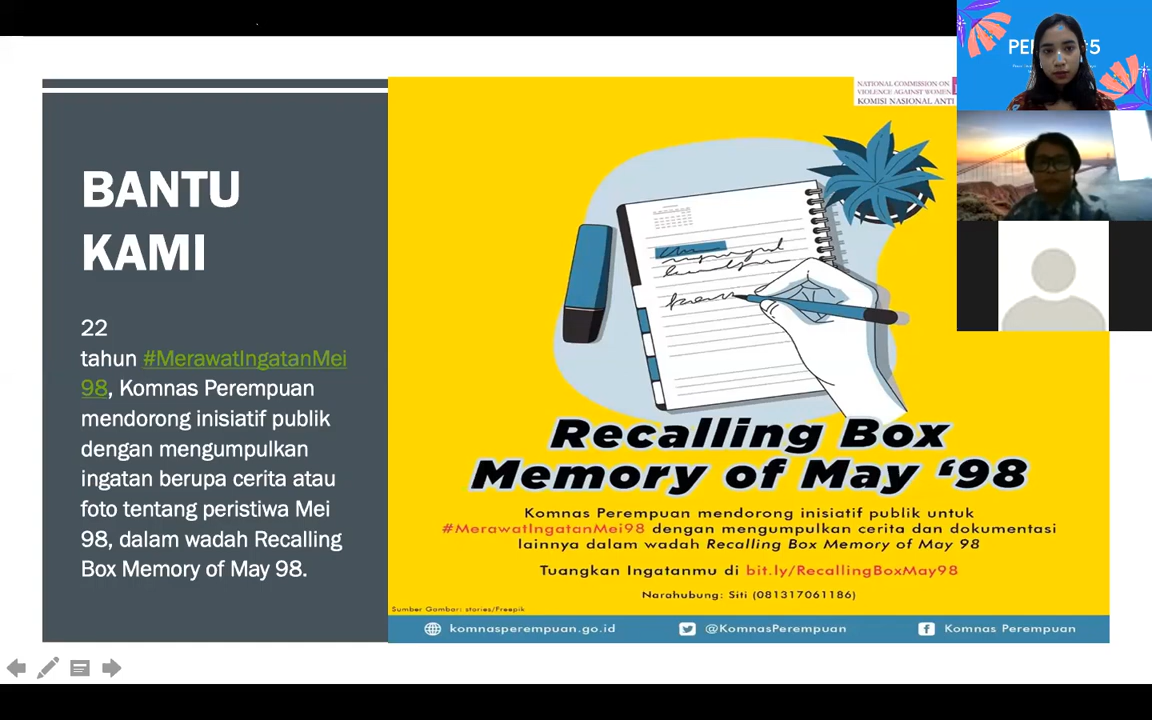 BANTU
KAMI
22
tahun #MerawatIngatanMei
98, Komnas Perempuan
mendorong inisiatif publik
dengan mengumpulkan
ingatan berupa cerita atau
foto tentang peristiwa Mei
98, dalam wadah Recalling
Box Memory of May 98.
NATIONAL COMMISSION ON
VIOLENCE AGAINST WOMEN
KOMISI NASIONAL ANTI
Recalling Box
Memory of May ‘98
Komnas Perempuan mendorong inisiatif publik untuk
#MerawatIngatanMei98 dengan mengumpulkan cerita dan dokumentasi
lainnya dalam wadah Recalling Box Memory of May 98
Tuangkan Ingatanmu di bit.ly/RecallingBoxMay98
Narahubung: Siti (081317061186)
Sumber Gambar: stories/Freepik
komnasperempuan.go.id
@KomnasPerempuan
Komnas Perempuan